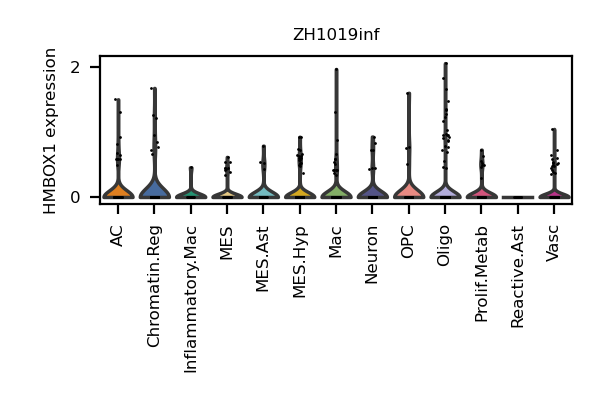 ZH1019inf
HMBOX1 expression
2
0
AC
Chromatin.Reg
Inflammatory.Mac
MES
MES.Ast
MES.Hyp
Mac
Neuron
OPC
Oligo
Prolif.Metab
Reactive.Ast
Vasc